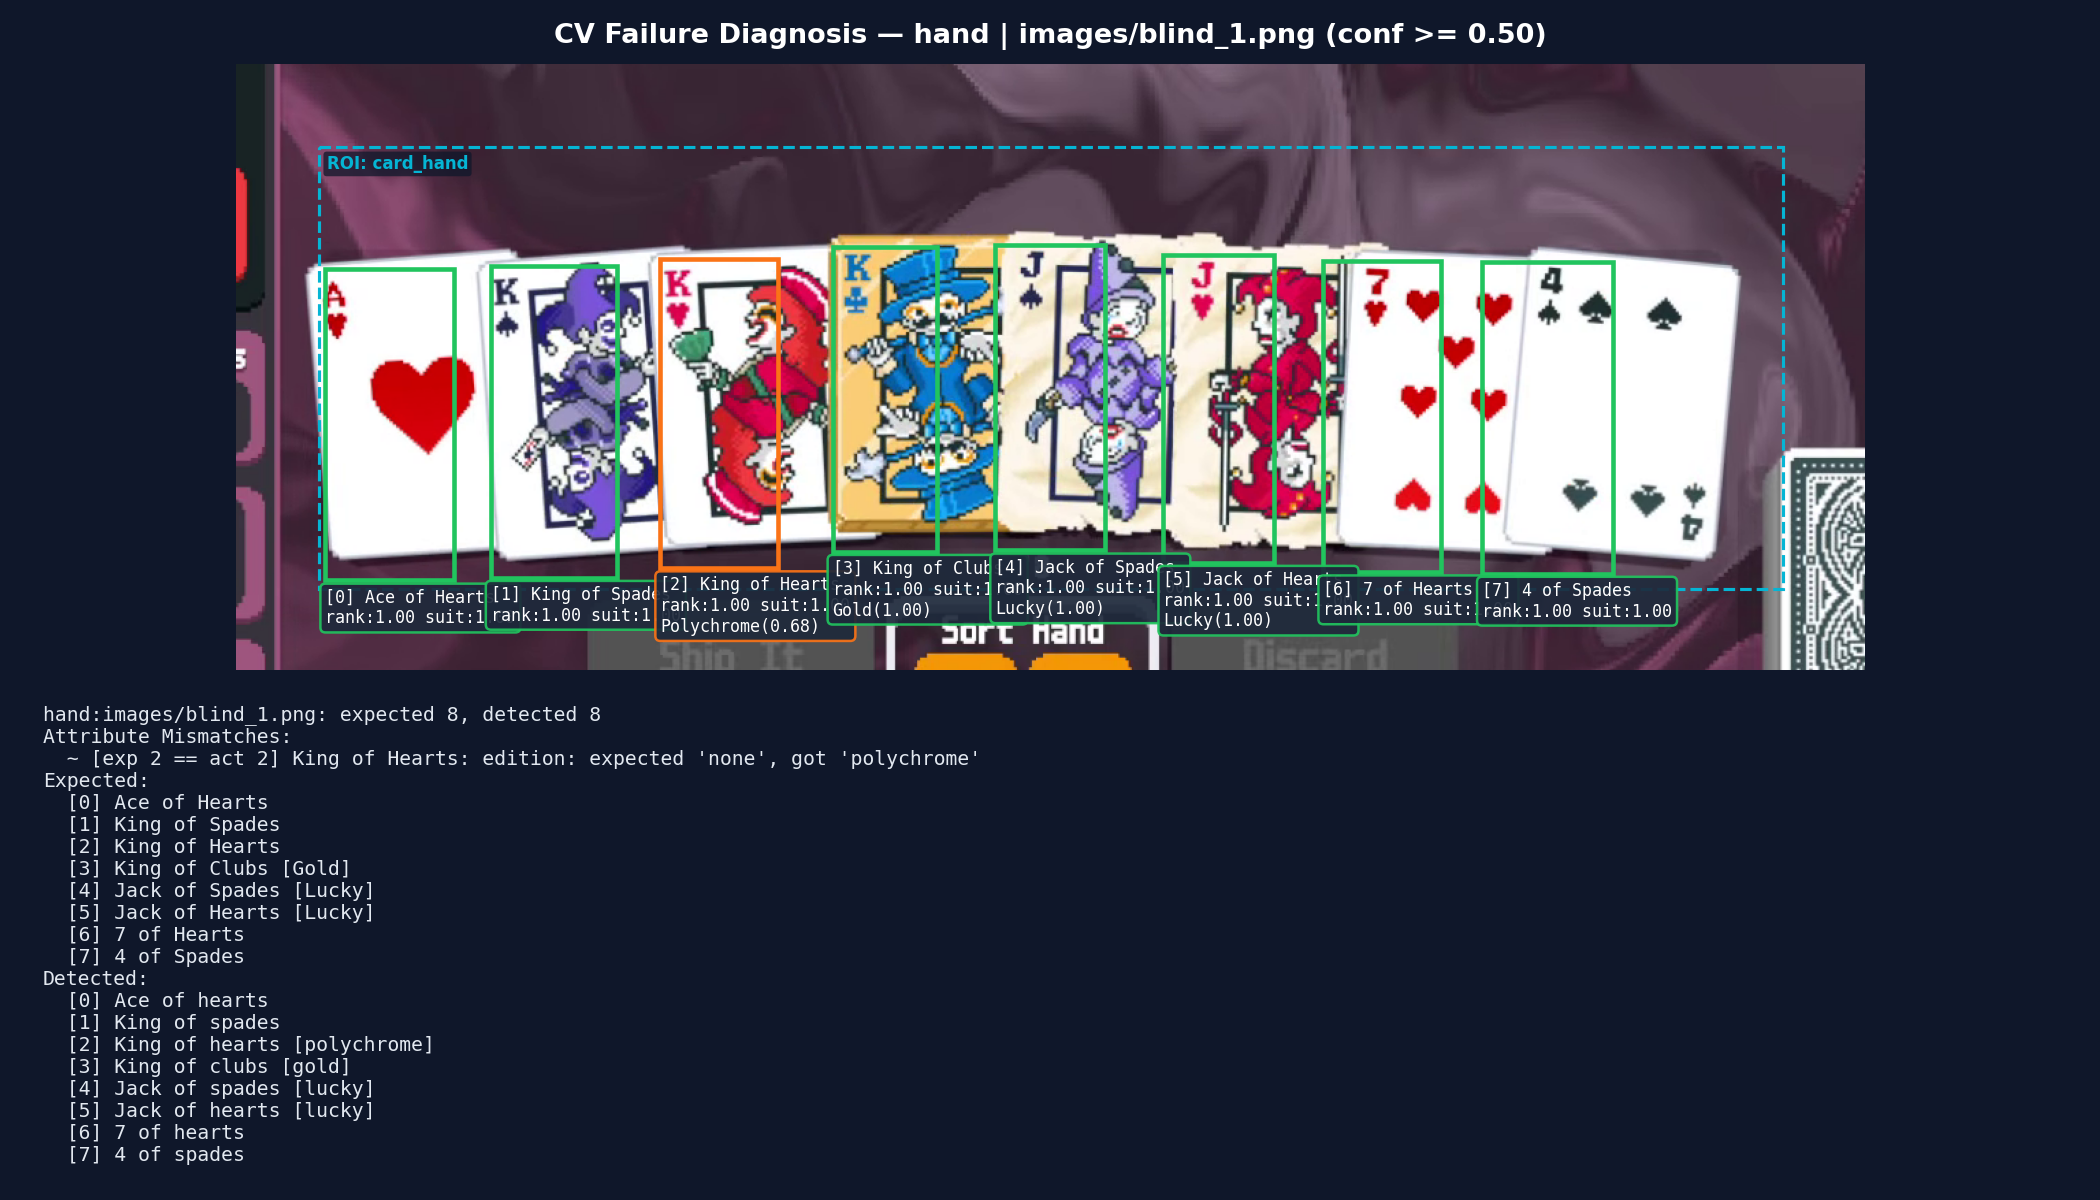 CV Failure Diagnosis — hand | images/blind_1.png (conf >= 0.50)
ROI: card_hand
A
K
K
K
J
J
7
4
5
4
[0] Ace of Heart
rank:1.00 suit:1
[1] King of Spade
rank:1.00 suit:1
[2] King of Heart
rank:1.00 suit:1.
Polychrome(0.68)
[3] King of Club
rank:1.00 suit:1
Gold(1.00)
[4] Jack of Spades
rank:1.00 suit:1
Lucky(1.00)
[5] Jack of Heart
rank:1.00 suit:1
Lucky(1.00)
[6] 7 of Hearts
rank:1.00 suit:1
[7] 4 of Spades
rank:1.00 suit:1.00
Sort Hand
Ship It
Discard
hand:images/blind_1.png: expected 8, detected 8
Attribute Mismatches:
~ [exp 2 == act 2] King of Hearts: edition: expected 'none', got 'polychrome'
Expected:
[0] Ace of Hearts
[1] King of Spades
[2] King of Hearts
[3] King of Clubs [Gold]
[4] Jack of Spades [Lucky]
[5] Jack of Hearts [Lucky]
[6] 7 of Hearts
[7] 4 of Spades
Detected:
[0] Ace of hearts
[1] King of spades
[2] King of hearts [polychrome]
[3] King of clubs [gold]
[4] Jack of spades [lucky]
[5] Jack of hearts [lucky]
[6] 7 of hearts
[7] 4 of spades